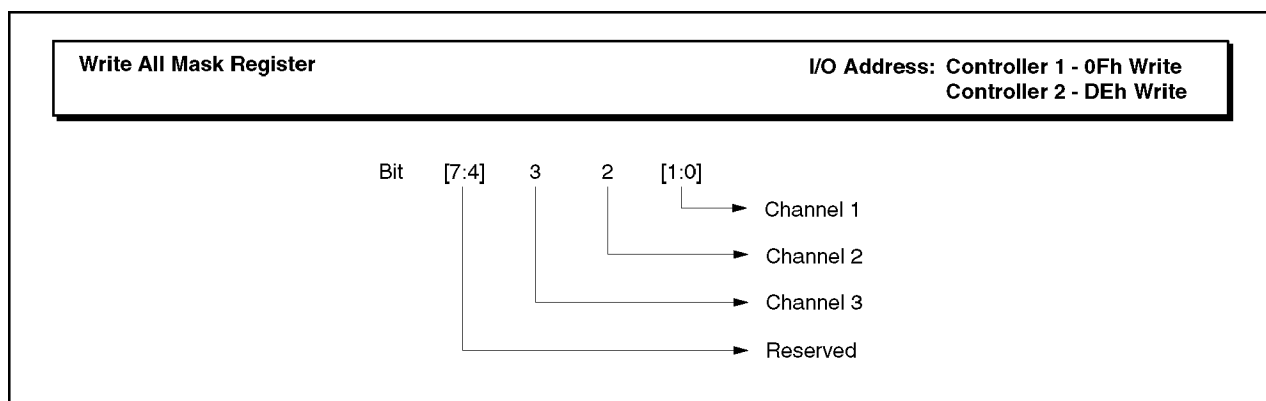 Write All Mask Register
I/O Address: Controller 1 - 0Fh Write
Controller 2 - DEh Write
Bit [7:4] 3 2 [1:0]
Channel 1
Channel 2
Channel 3
Reserved